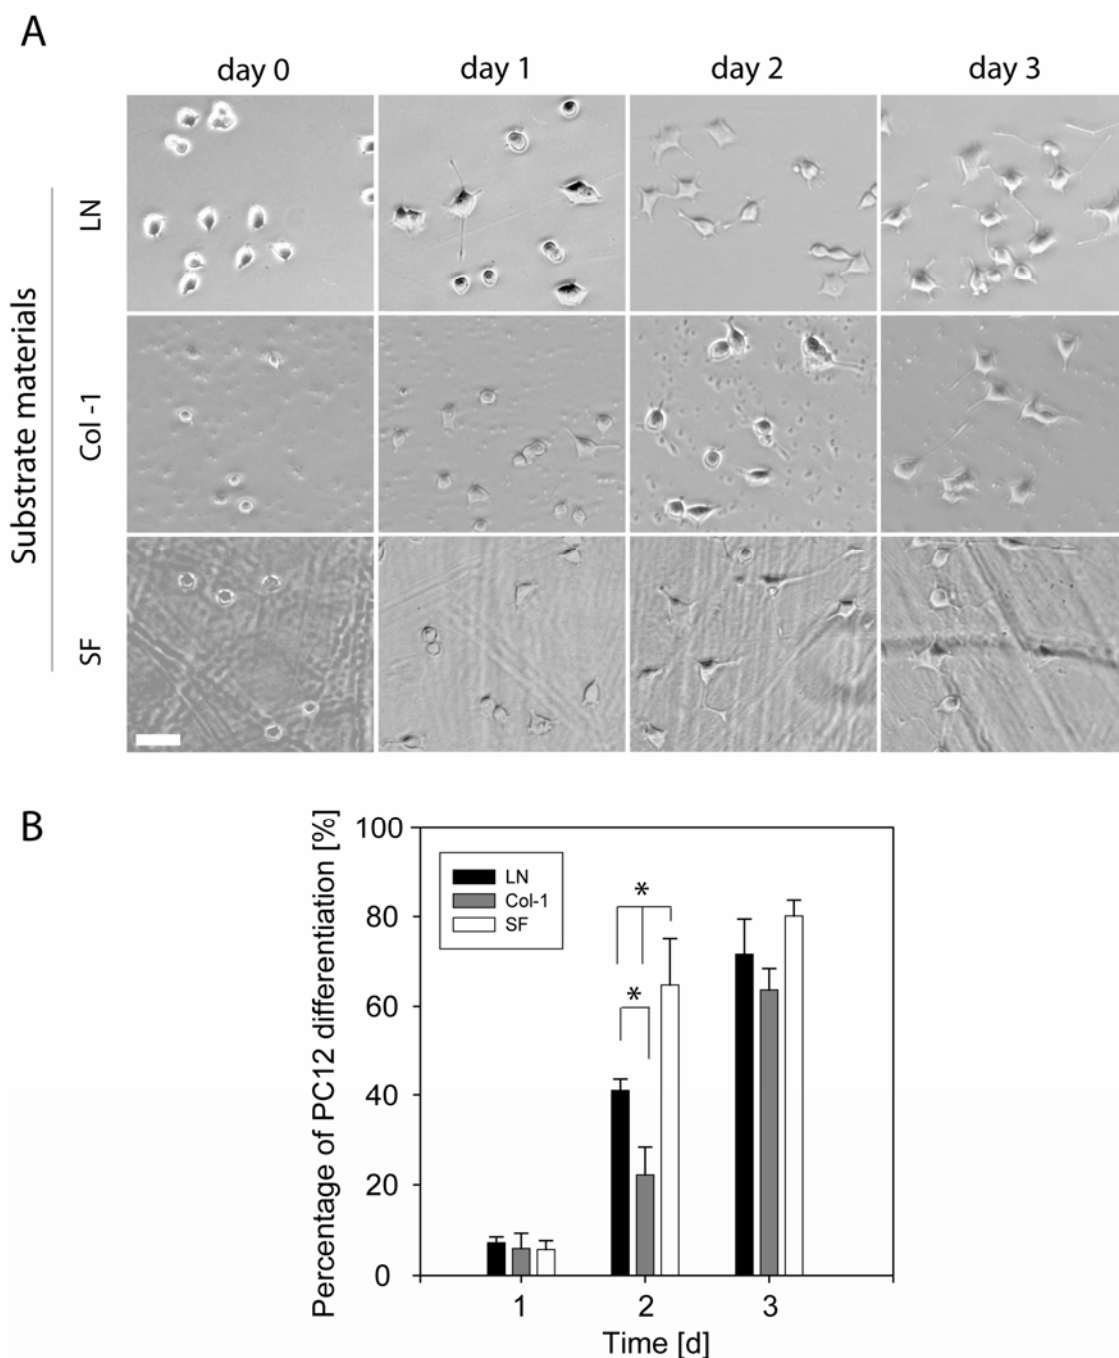 A
day 0
day 1
day 2
day 3
Substrate materials
LN
Col -1
SF
B
Percentage of PC12 differentiation [%]
100
80
60
40
20
0
LN
Col-1
SF
*
*
1
2
3
Time [d]